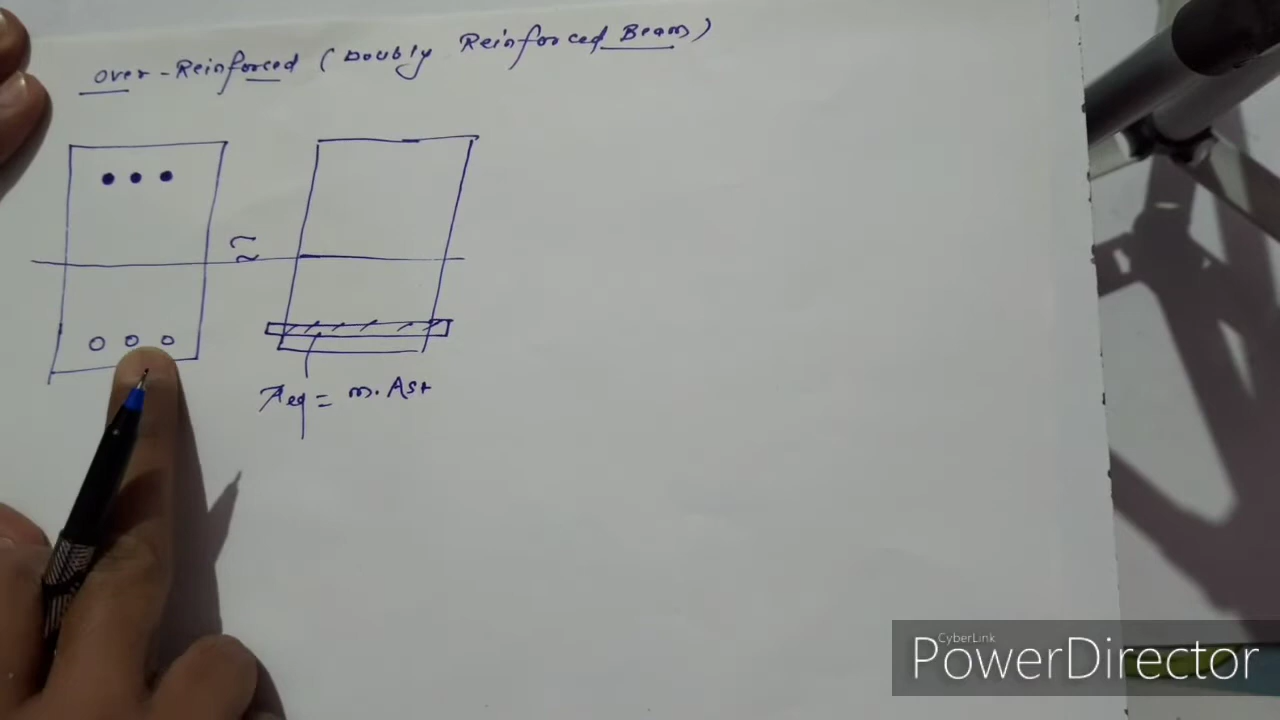 Over-Reinforced (Doubly Reinforced Beam)
≈
Aeq = m.Ast
CyberLink
PowerDirector